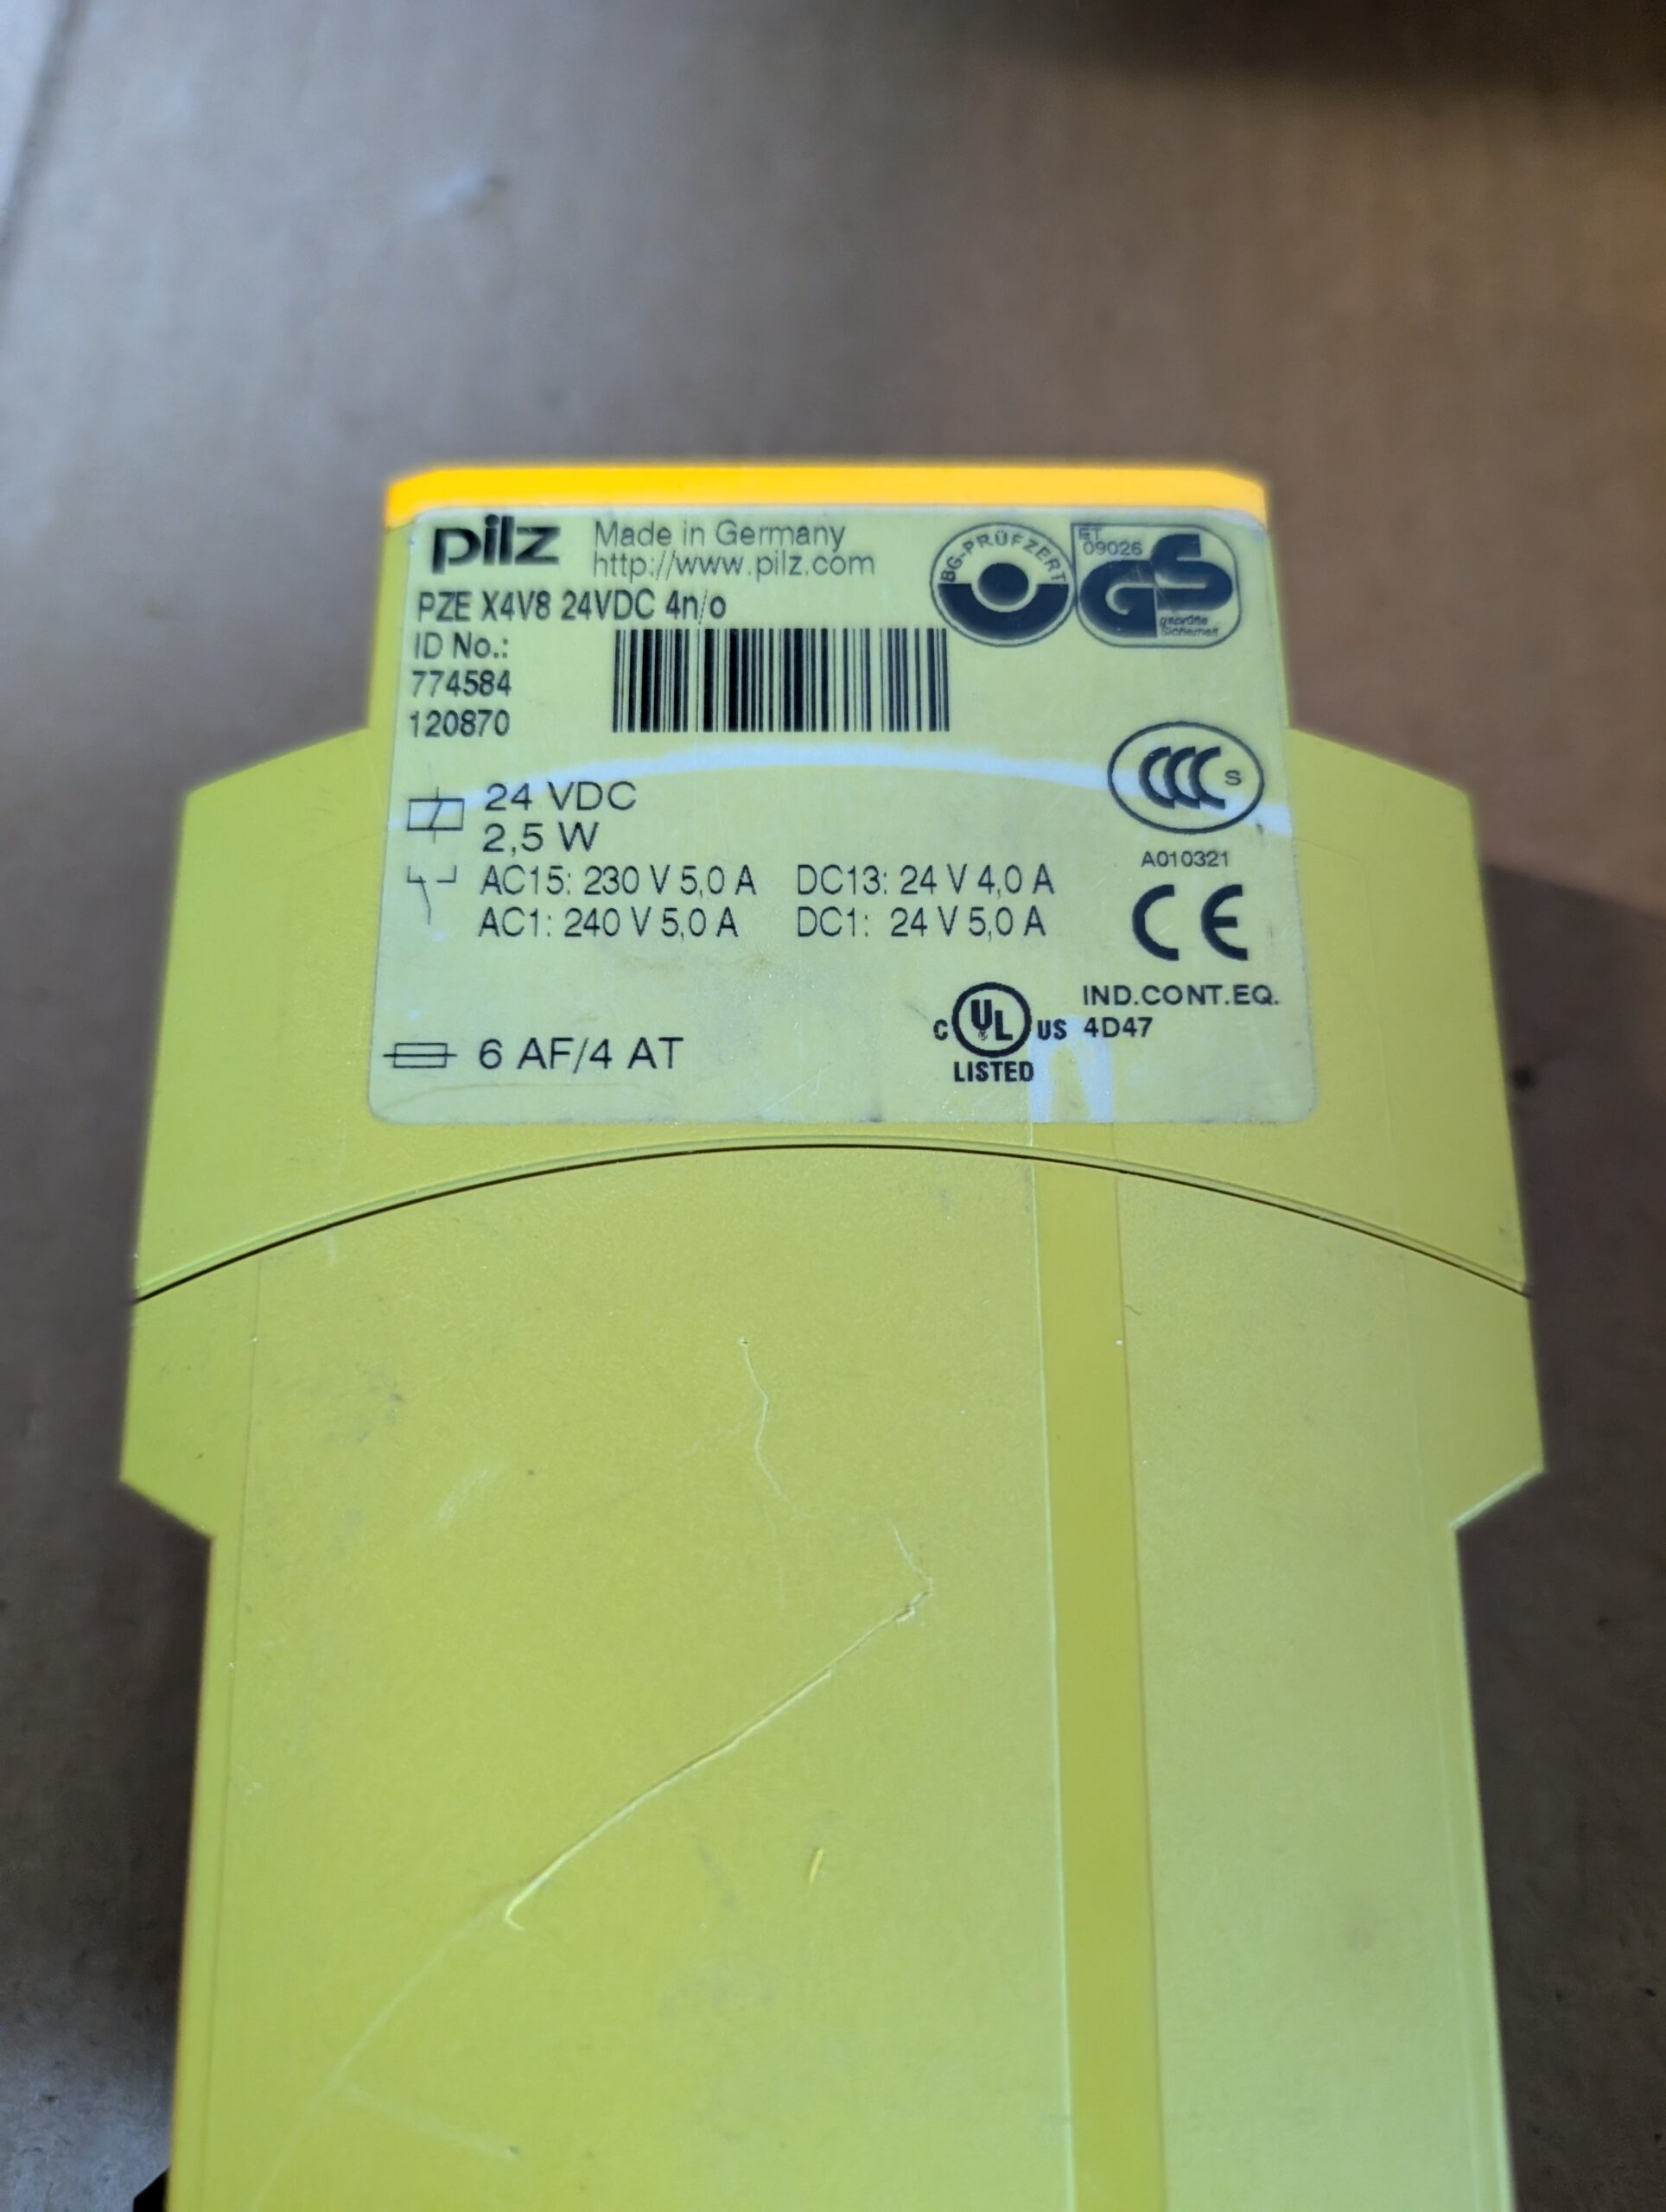 pilz Made in Germany
http://www.pilz.com
PZE X4V8 24VDC 4n/o
ID No.:
774584
120870
BG-PRÜFZERT
ET
09026
GS
geprüfte
Sicherheit
CCC S
A010321
24 VDC
2,5 W
AC15: 230 V 5,0 A DC13: 24 V 4,0 A
AC1: 240 V 5,0 A DC1: 24 V 5,0 A
CE
6 AF/4 AT
C UL US
LISTED
IND.CONT.EQ.
4D47